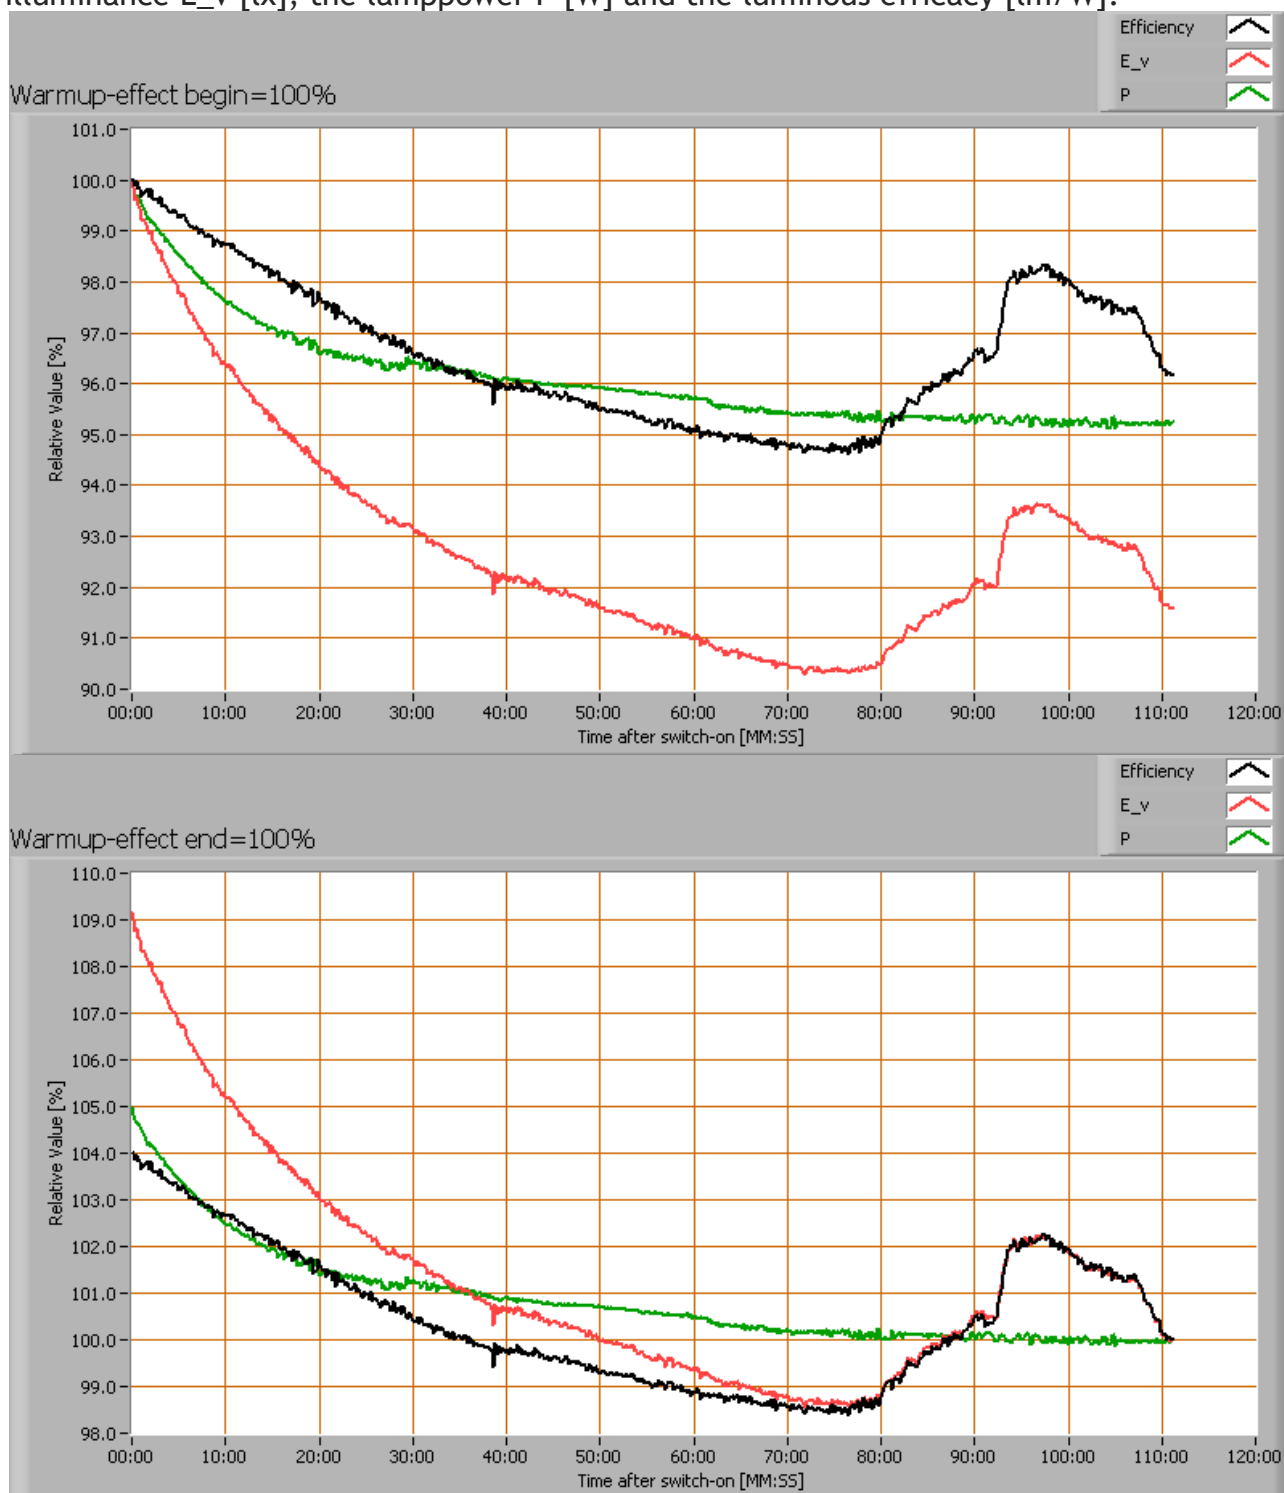 illuminance E_v [lx], the lamppower P [W] and the luminous efficacy [lm/W].
Efficiency
E_v
P
Warmup-effect begin=100%
101.0
100.0
99.0
98.0
97.0
96.0
95.0
94.0
93.0
92.0
91.0
90.0
Relative Value [%]
00:00 10:00 20:00 30:00 40:00 50:00 60:00 70:00 80:00 90:00 100:00 110:00 120:00
Time after switch-on [MM:SS]
Efficiency
E_v
P
Warmup-effect end=100%
110.0
109.0
108.0
107.0
106.0
105.0
104.0
103.0
102.0
101.0
100.0
99.0
98.0
Relative Value [%]
00:00 10:00 20:00 30:00 40:00 50:00 60:00 70:00 80:00 90:00 100:00 110:00 120:00
Time after switch-on [MM:SS]